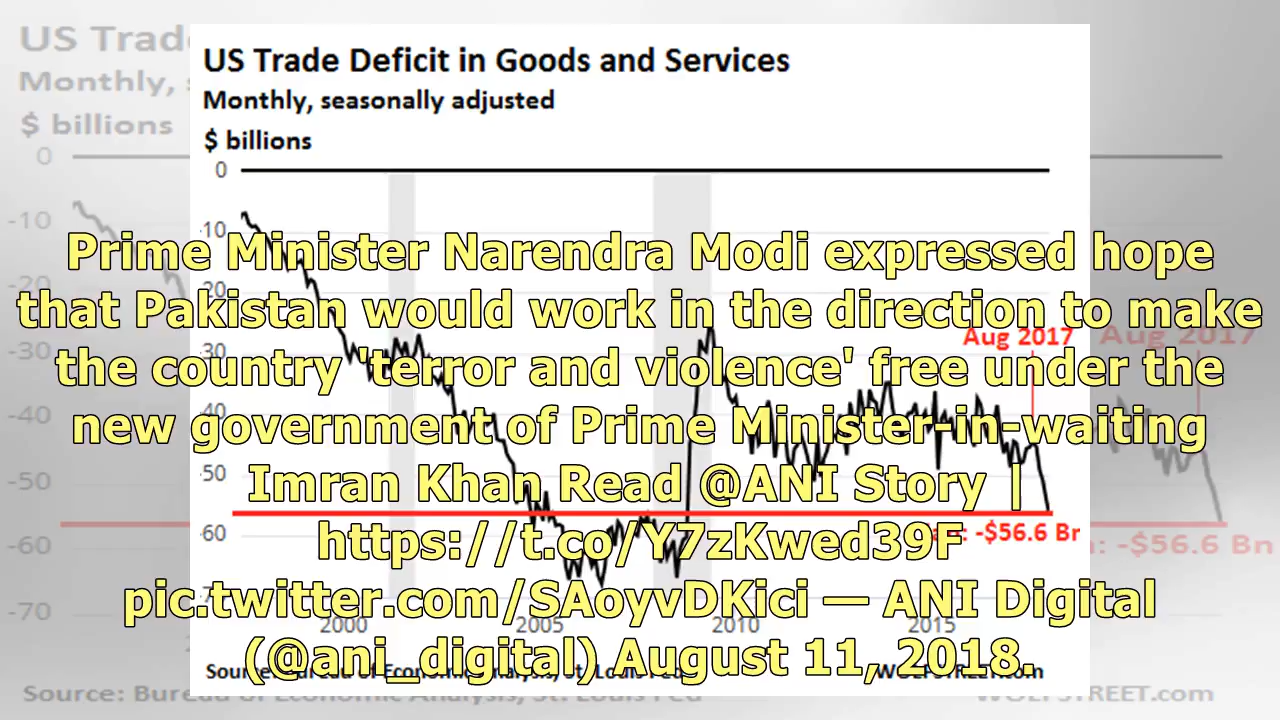 US Trade Deficit in Goods and Services
Monthly, seasonally adjusted
$ billions
0
-10
-20
-30
-40
-50
-60
-70
Aug 2017
-$56.6 Bn
2000
2005
2010
2015
Prime Minister Narendra Modi expressed hope
that Pakistan would work in the direction to make
the country 'terror and violence' free under the
new government of Prime Minister-in-waiting
Imran Khan Read @ANI Story |
https://t.co/Y7zKwed39F
pic.twitter.com/SAoyvDKici — ANI Digital
(@ani_digital) August 11, 2018.
Source: Bureau of Economic Analysis, St. Louis Fed
WOLFSTREET.com